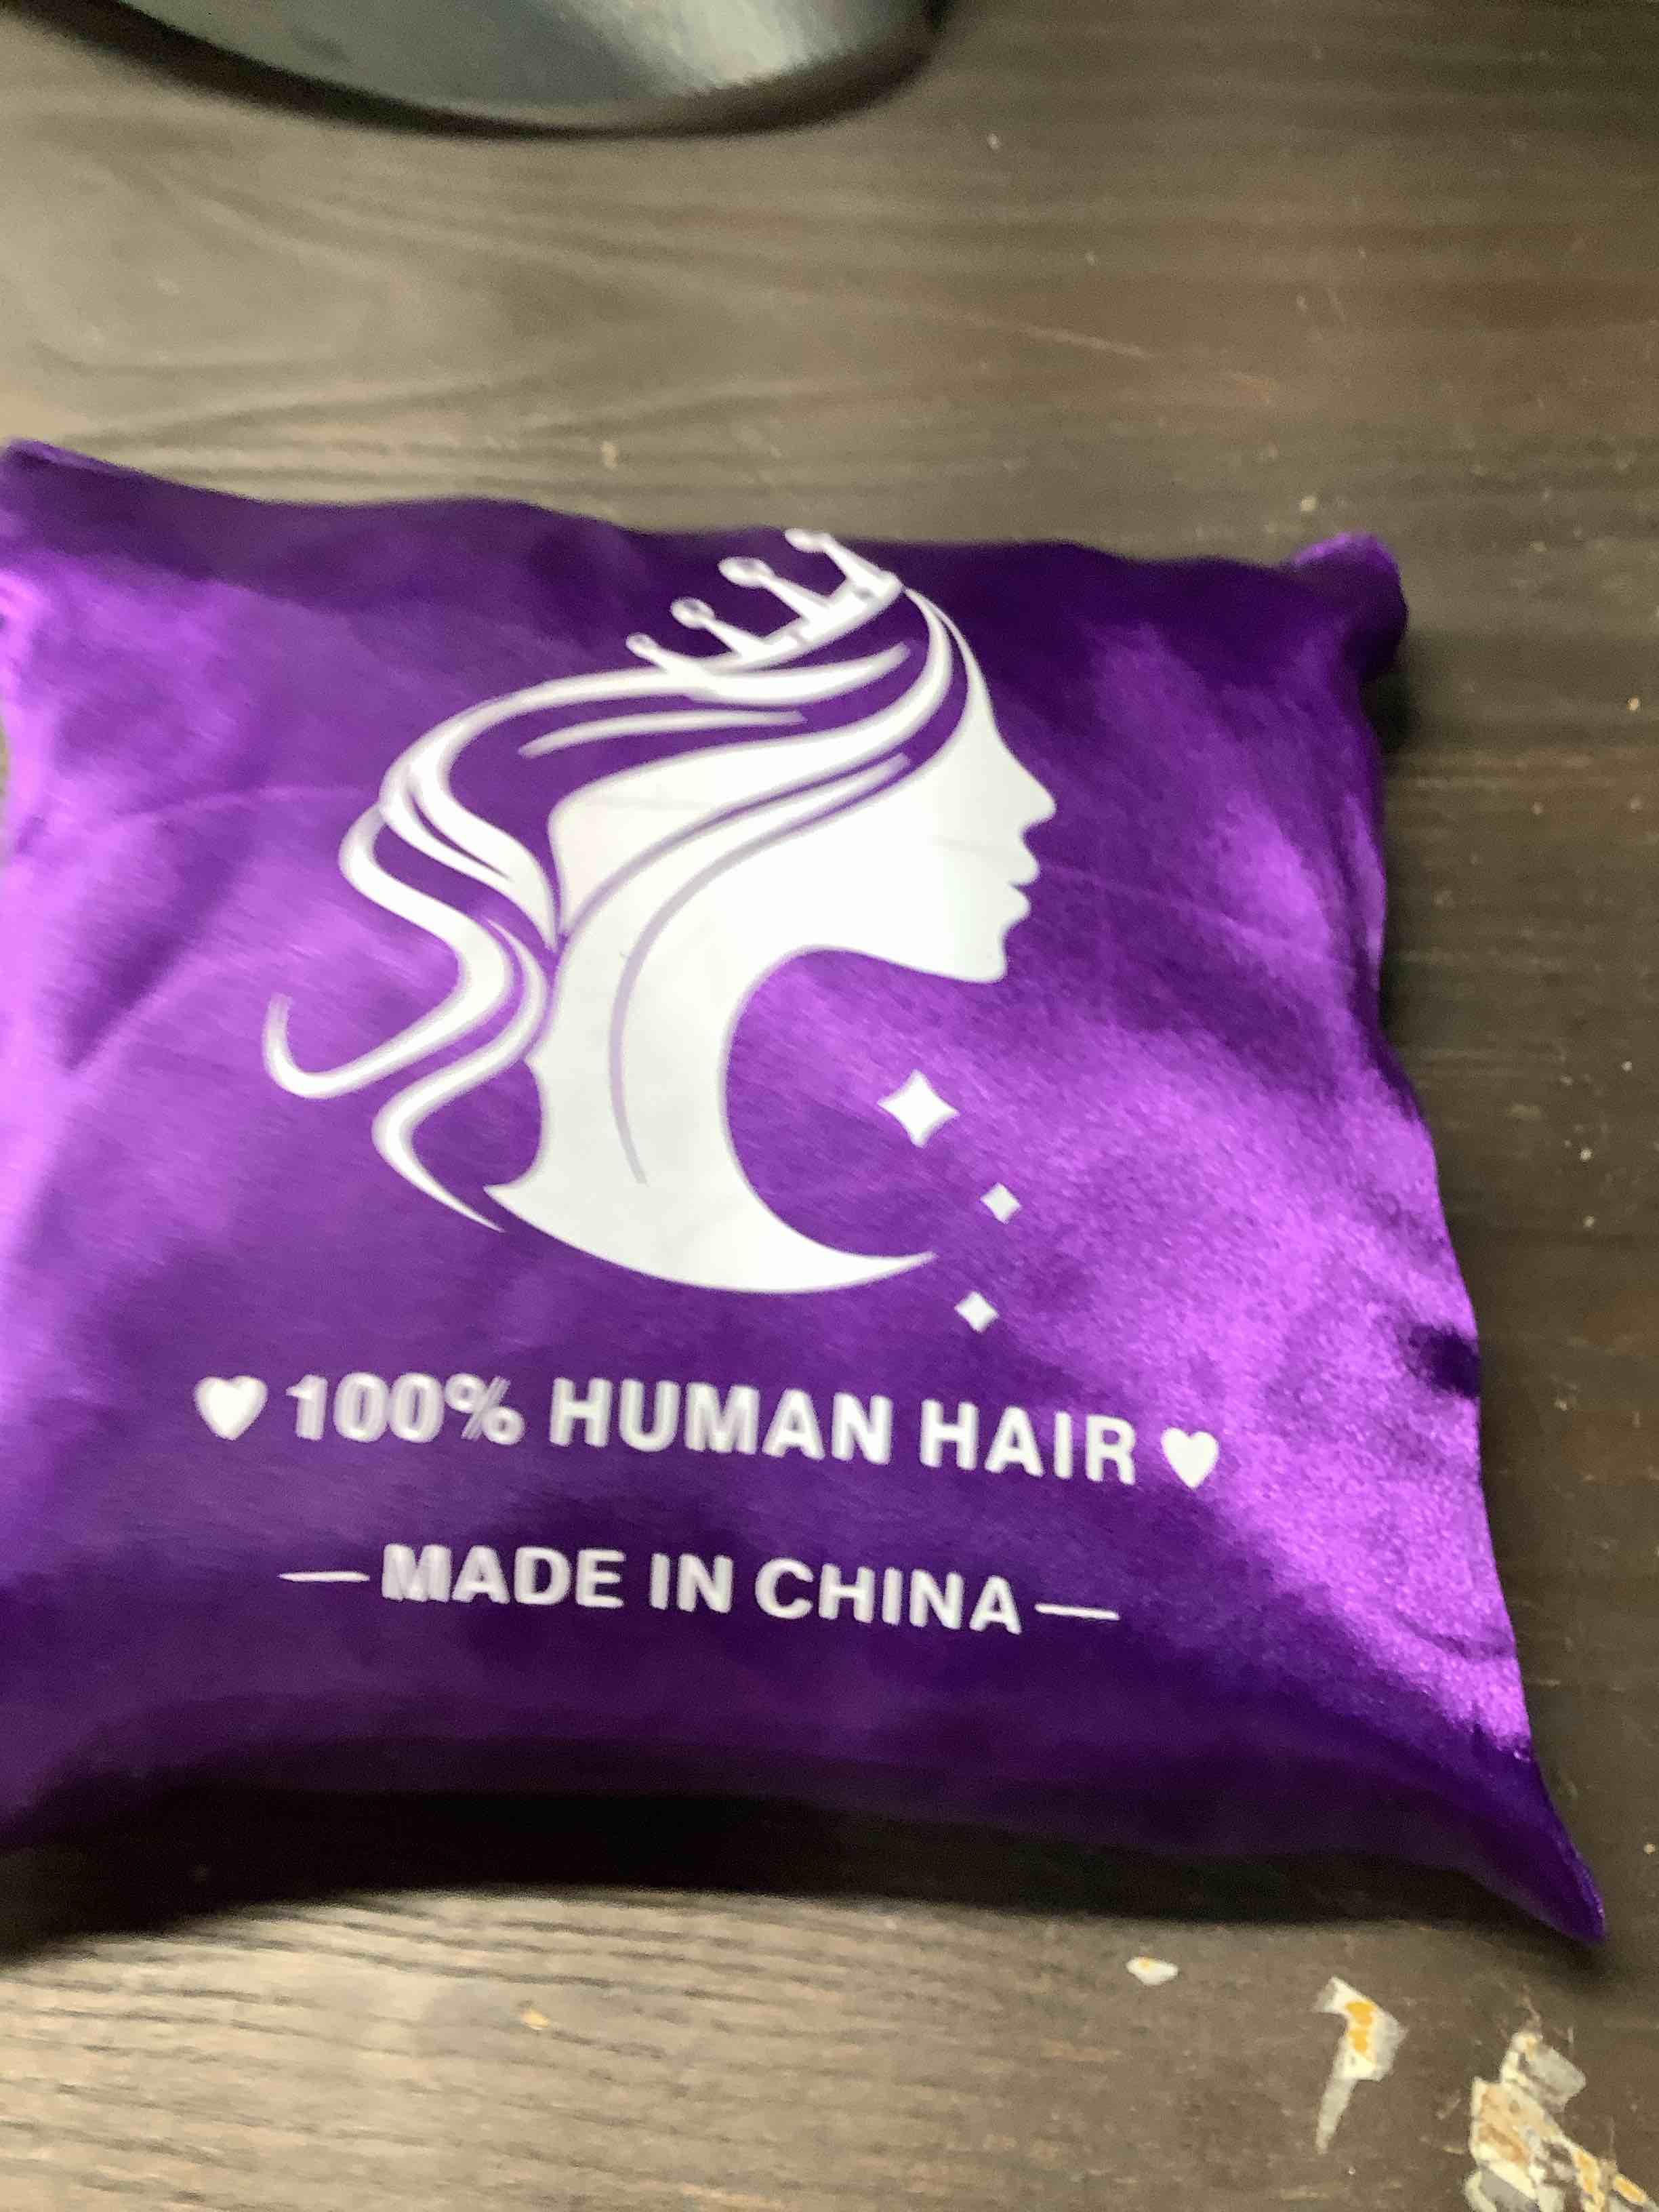 ♥ 100% HUMAN HAIR ♥
— MADE IN CHINA —